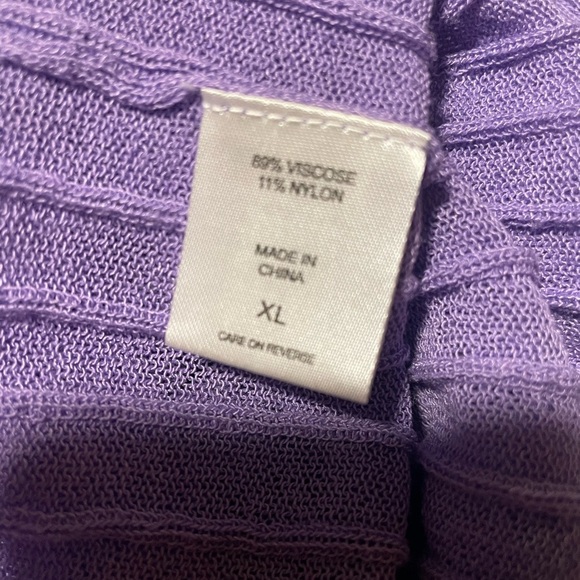 89% VISCOSE
11% NYLON
MADE IN
CHINA
XL
CARE ON REVERSE